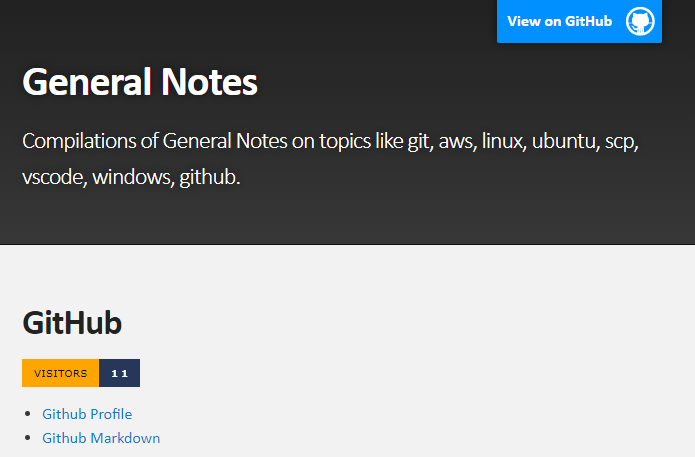 View on GitHub
General Notes
Compilations of General Notes on topics like git, aws, linux, ubuntu, scp,
vscode, windows, github.
GitHub
VISITORS 11
Github Profile
Github Markdown